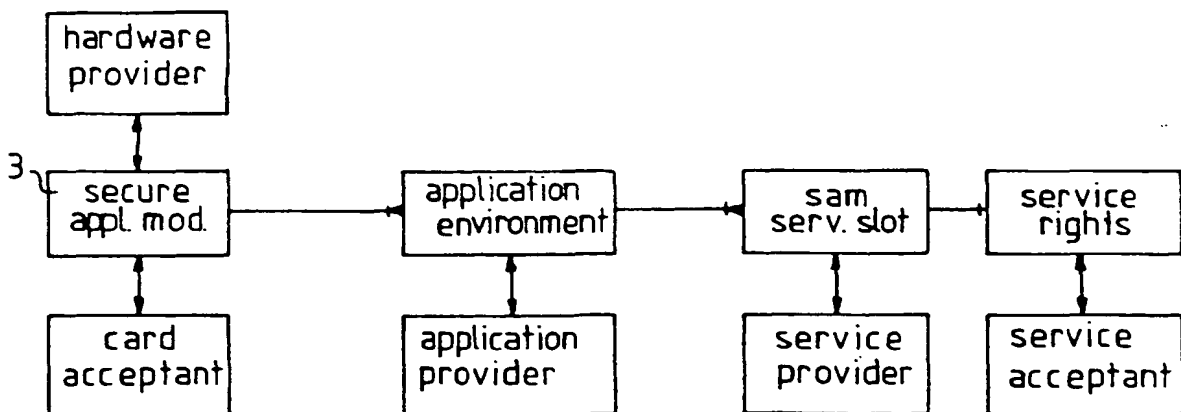 hardware
provider
3
secure
appl. mod.
application
environment
sam
serv. slot
service
rights
card
acceptant
application
provider
service
provider
service
acceptant